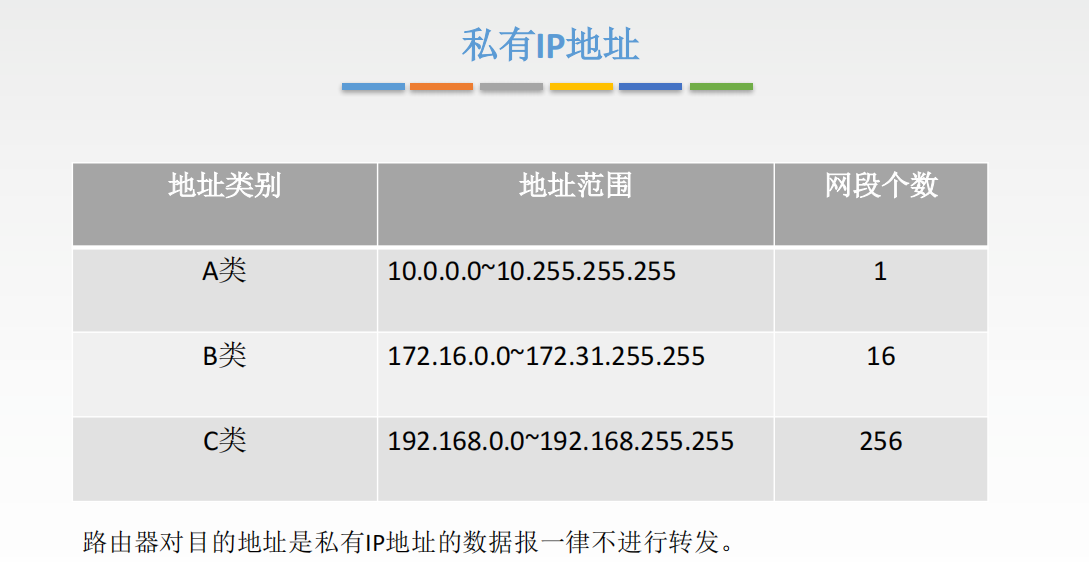 私有IP地址
地址类别 地址范围 网段个数
A类 10.0.0.0~10.255.255.255 1
B类 172.16.0.0~172.31.255.255 16
C类 192.168.0.0~192.168.255.255 256
路由器对目的地址是私有IP地址的数据报一律不进行转发。